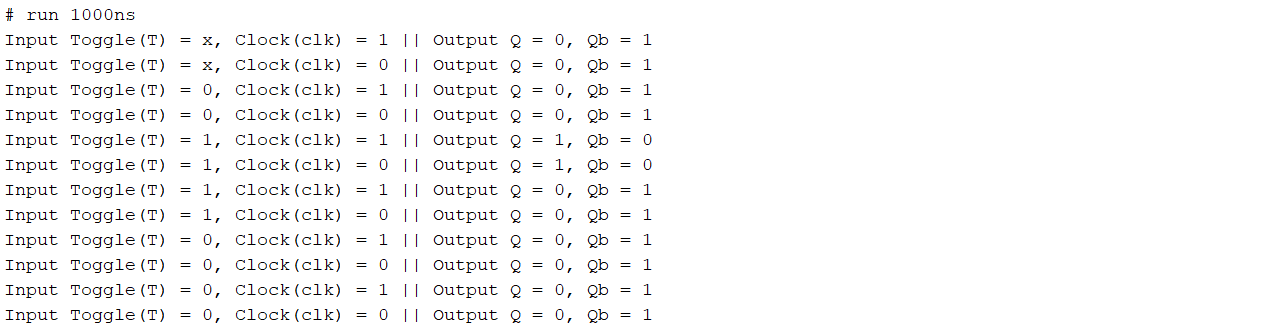 # run 1000ns
Input Toggle(T) = x, Clock(clk) = 1 || Output Q = 0, Qb = 1
Input Toggle(T) = x, Clock(clk) = 0 || Output Q = 0, Qb = 1
Input Toggle(T) = 0, Clock(clk) = 1 || Output Q = 0, Qb = 1
Input Toggle(T) = 0, Clock(clk) = 0 || Output Q = 0, Qb = 1
Input Toggle(T) = 1, Clock(clk) = 1 || Output Q = 1, Qb = 0
Input Toggle(T) = 1, Clock(clk) = 0 || Output Q = 1, Qb = 0
Input Toggle(T) = 1, Clock(clk) = 1 || Output Q = 0, Qb = 1
Input Toggle(T) = 1, Clock(clk) = 0 || Output Q = 0, Qb = 1
Input Toggle(T) = 0, Clock(clk) = 1 || Output Q = 0, Qb = 1
Input Toggle(T) = 0, Clock(clk) = 0 || Output Q = 0, Qb = 1
Input Toggle(T) = 0, Clock(clk) = 1 || Output Q = 0, Qb = 1
Input Toggle(T) = 0, Clock(clk) = 0 || Output Q = 0, Qb = 1